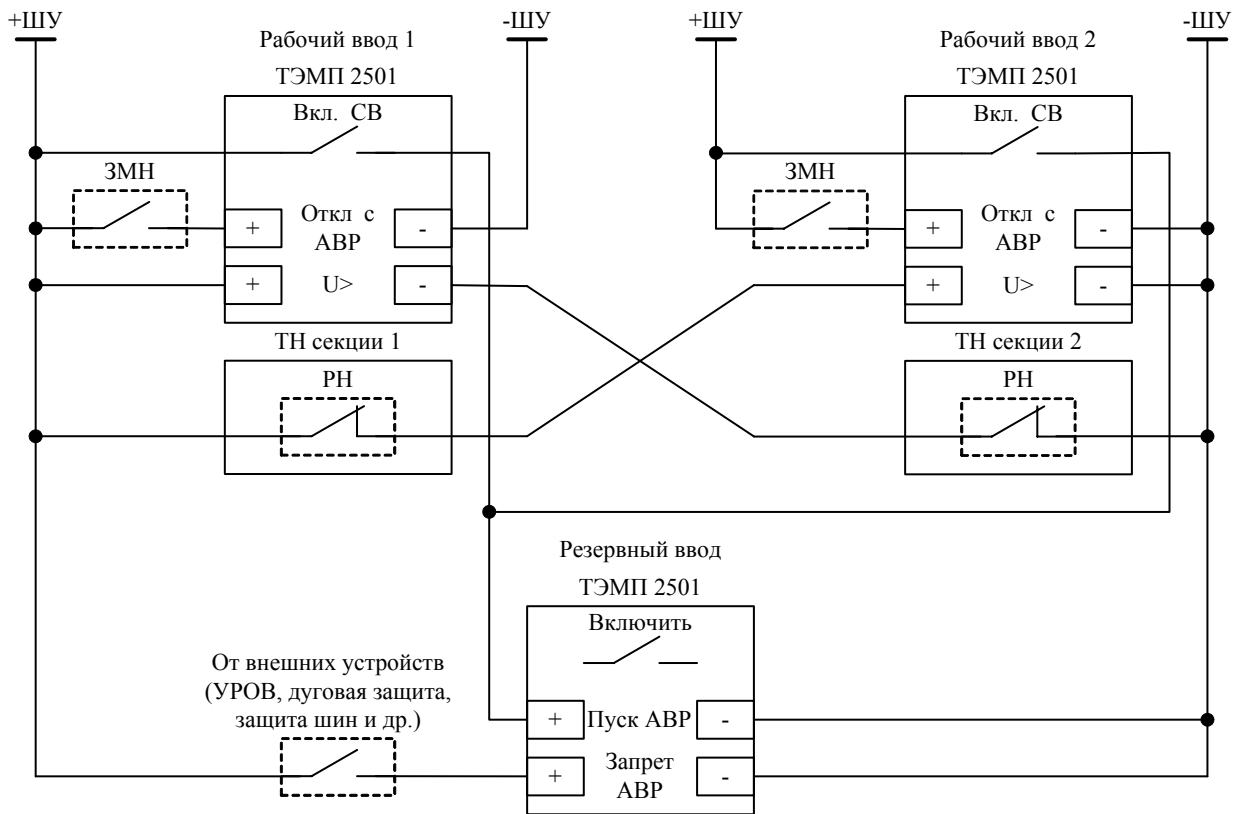 +ШУ
-ШУ
+ШУ
-ШУ
Рабочий ввод 1
Рабочий ввод 2
ТЭМП 2501
ТЭМП 2501
Вкл. СВ
Вкл. СВ
ЗМН
ЗМН
+
Откл с
АВР
-
+
Откл с
АВР
-
+
U>
-
+
U>
-
ТН секции 1
ТН секции 2
РН
РН
Резервный ввод
ТЭМП 2501
Включить
От внешних устройств
(УРОВ, дуговая защита,
защита шин и др.)
+
Пуск АВР
-
+
Запрет
АВР
-